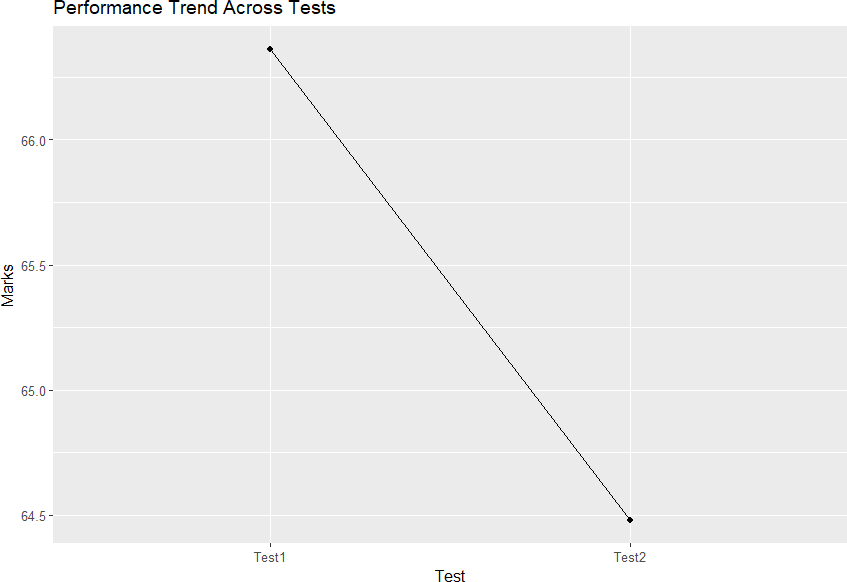 Performance Trend Across Tests
66.0
65.5
65.0
64.5
Marks
Test1
Test2
Test